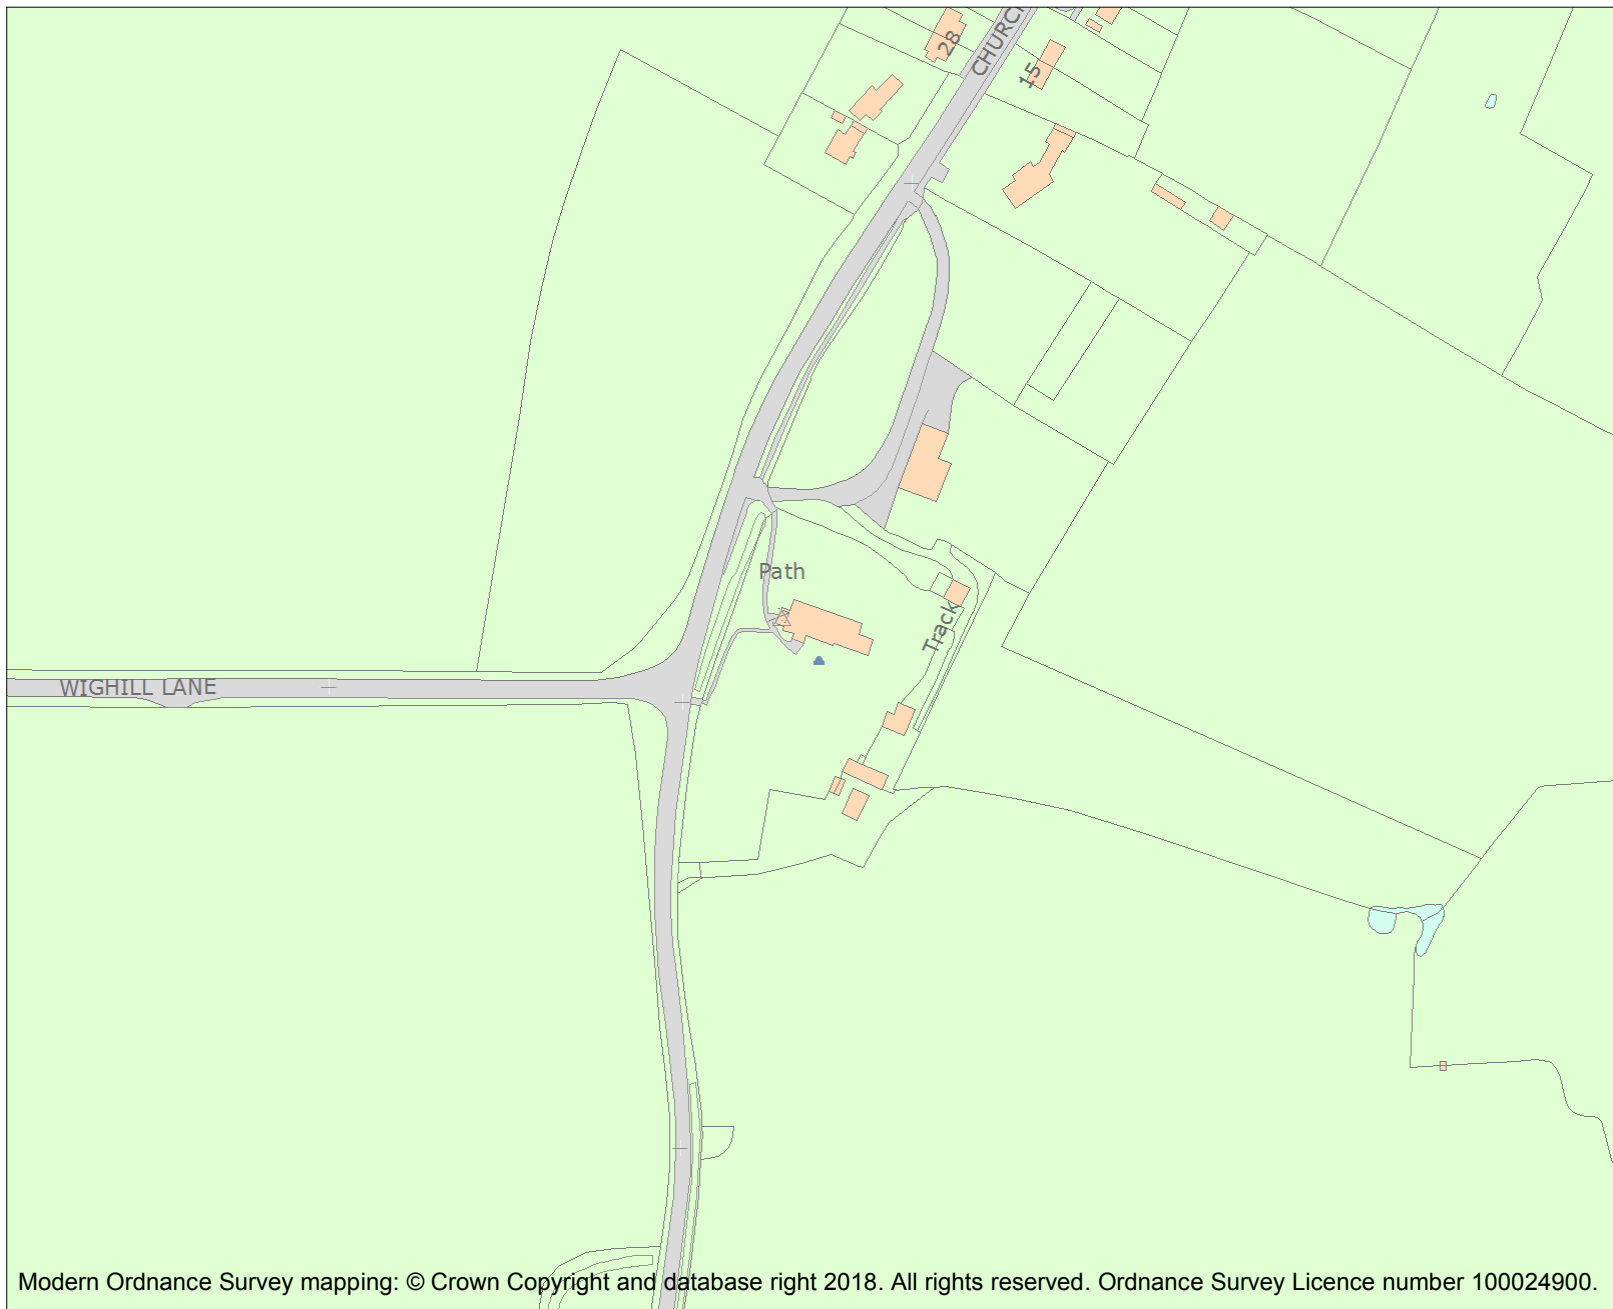 28
CHURCH
15
Path
Track
WIGHILL LANE
Modern Ordnance Survey mapping: © Crown Copyright and database right 2018. All rights reserved. Ordnance Survey Licence number 100024900.